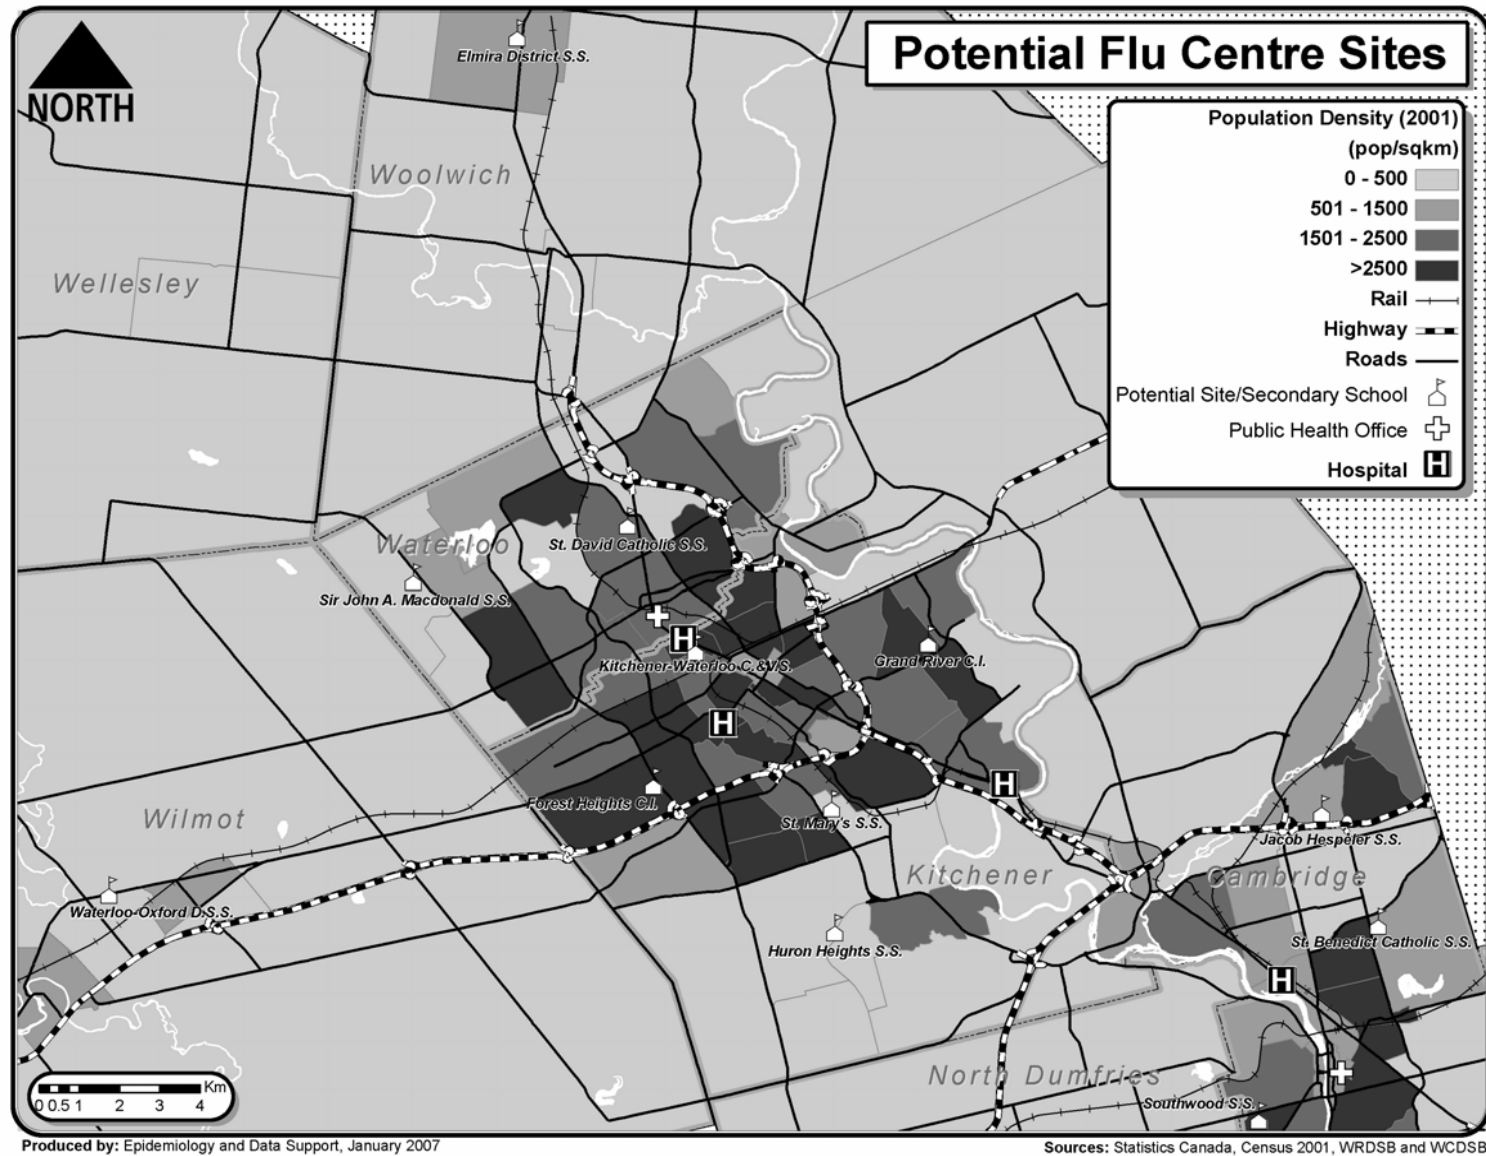 Potential Flu Centre Sites
NORTH
Population Density (2001)
(pop/sqkm)
0 - 500
501 - 1500
1501 - 2500
>2500
Rail
Highway
Roads
Potential Site/Secondary School
Public Health Office
Hospital
H
Elmira District S.S.
Woolwich
Wellesley
Waterloo
St. David Catholic S.S.
Sir John A. Macdonald S.S.
H
Kitchener-Waterloo C.&V.S.
Grand River C.I.
H
Forest Heights C.I.
H
St. Mary's S.S.
Wilmot
Jacob Hespeler S.S.
Kitchener
Cambridge
Waterloo-Oxford D.S.S.
Huron Heights S.S.
St. Benedict Catholic S.S.
H
North Dumfries
Southwood S.S.
Km
0 0.5 1 2 3 4
Produced by: Epidemiology and Data Support, January 2007
Sources: Statistics Canada, Census 2001, WRDSB and WCDSB